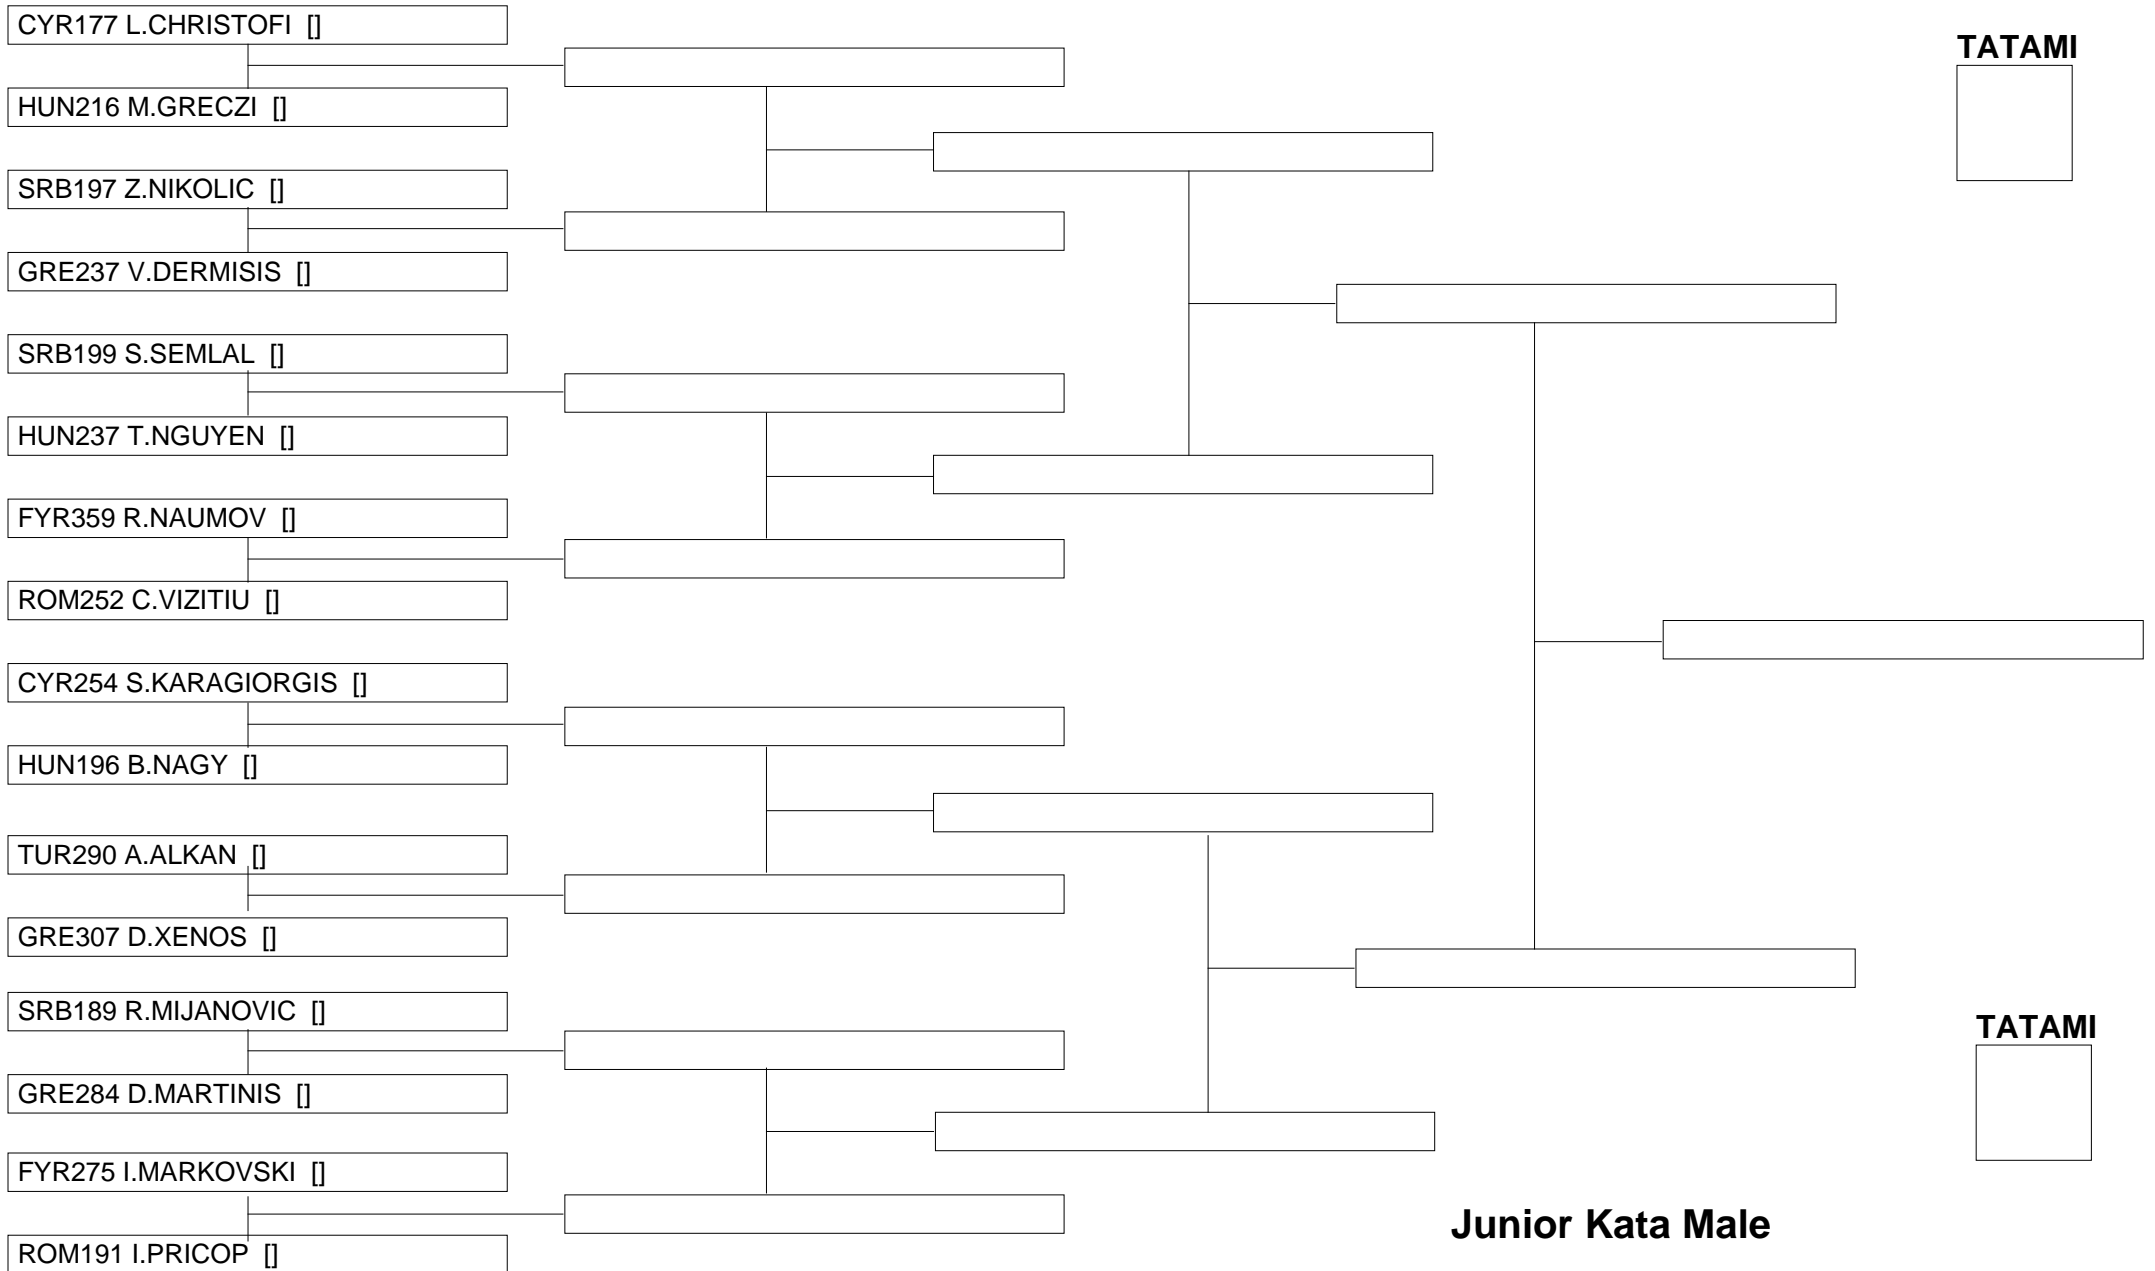 CYR177 L.CHRISTOFI []
TATAMI
HUN216 M.GRECZI []
SRB197 Z.NIKOLIC []
GRE237 V.DERMISIS []
SRB199 S.SEMLAL []
HUN237 T.NGUYEN []
FYR359 R.NAUMOV []
ROM252 C.VIZITIU []
CYR254 S.KARAGIORGIS []
HUN196 B.NAGY []
TUR290 A.ALKAN []
GRE307 D.XENOS []
SRB189 R.MIJANOVIC []
TATAMI
GRE284 D.MARTINIS []
FYR275 I.MARKOVSKI []
Junior Kata Male
ROM191 I.PRICOP []